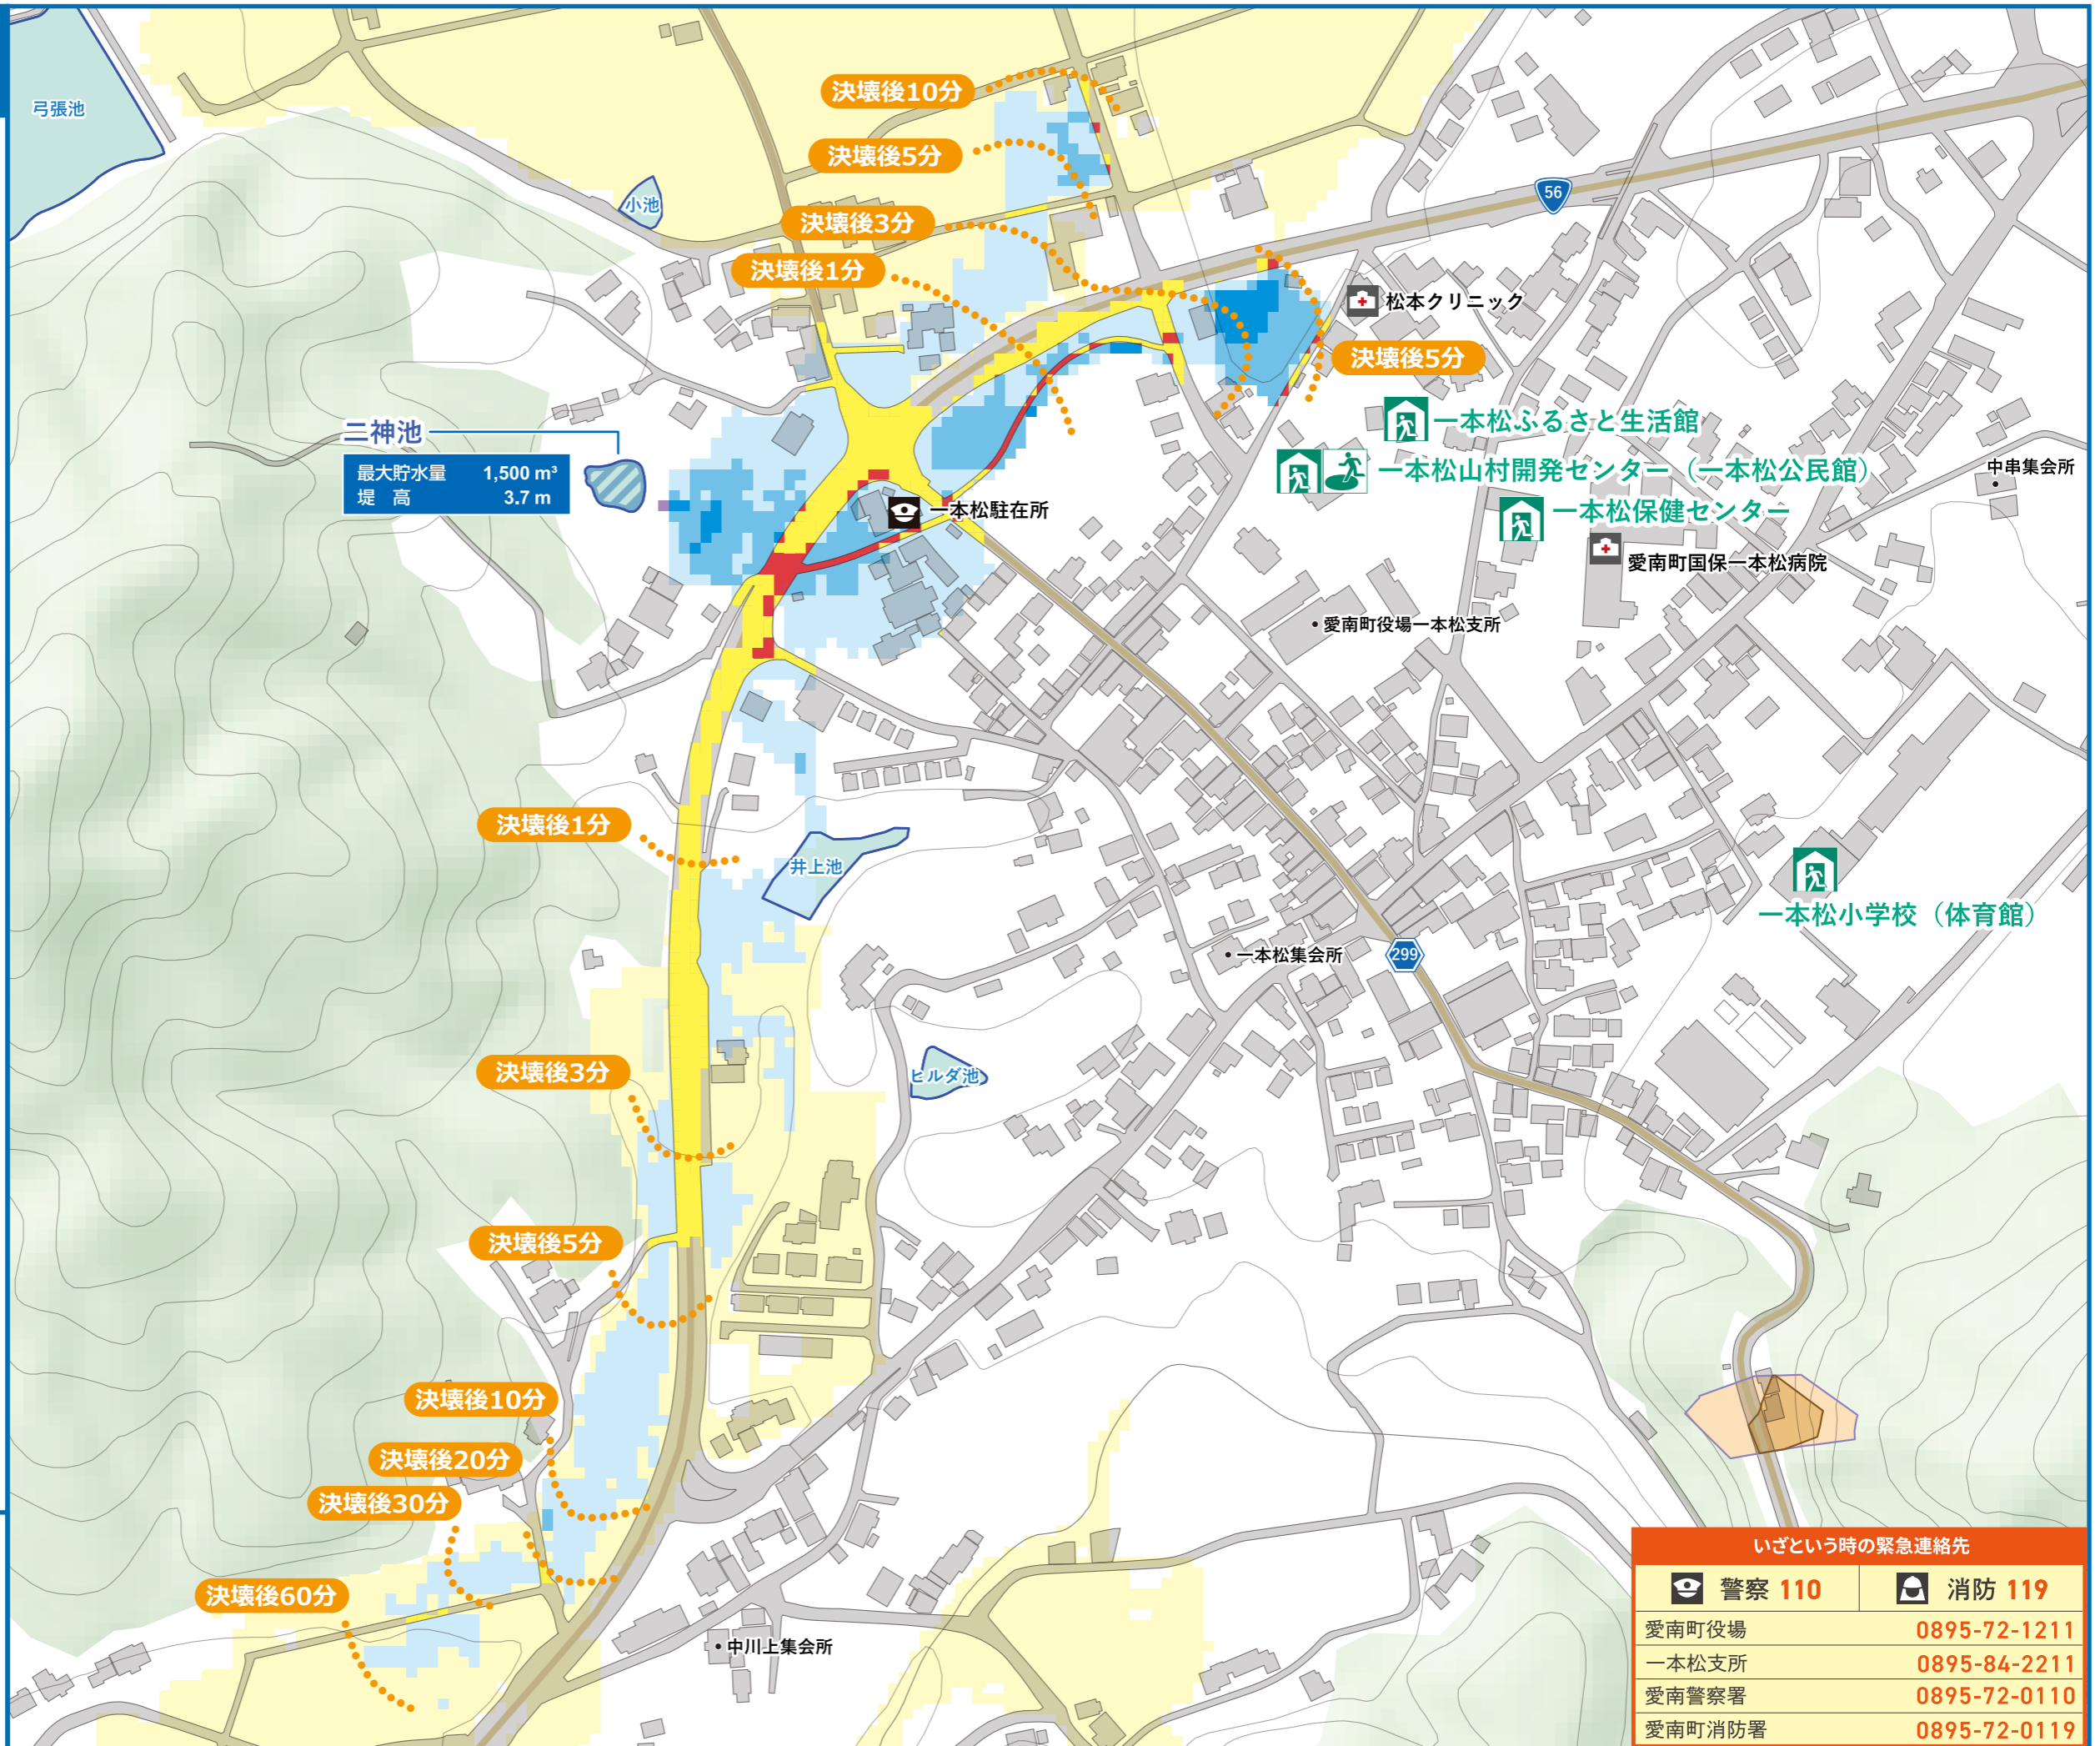 弓張池
小池
決壊後10分
決壊後5分
決壊後3分
決壊後1分
56
松本クリニック
決壊後5分
二神池
最大貯水量 1,500 m³
堤 高 3.7 m
一本松ふるさと生活館
一本松山村開発センター（一本松公民館）
中串集会所
一本松駐在所
一本松保健センター
愛南町国保一本松病院
愛南町役場一本松支所
決壊後1分
井上池
一本松小学校（体育館）
一本松集会所
299
決壊後3分
ヒルダ池
決壊後5分
決壊後10分
決壊後20分
決壊後30分
決壊後60分
中川上集会所
いざという時の緊急連絡先
警察 110 消防 119
愛南町役場 0895-72-1211
一本松支所 0895-84-2211
愛南警察署 0895-72-0110
愛南町消防署 0895-72-0119